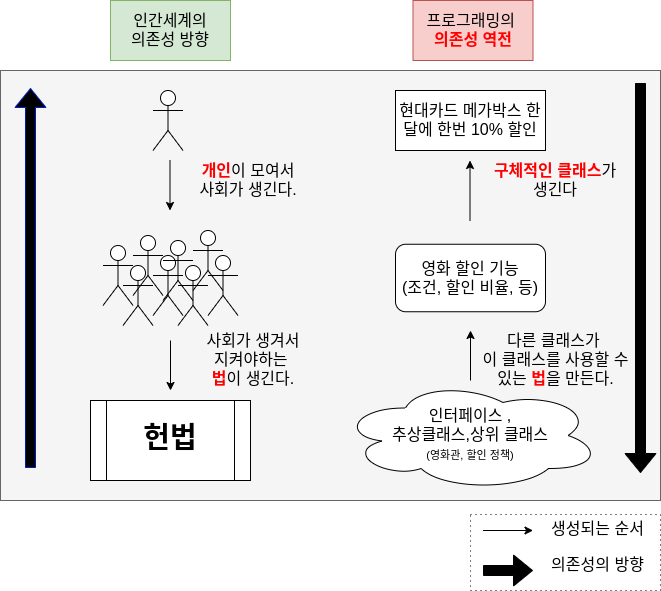 인간세계의
의존성 방향
프로그래밍의
의존성 역전
개인이 모여서
사회가 생긴다.
사회가 생겨서
지켜야하는
법이 생긴다.
헌법
현대카드 메가박스 한
달에 한번 10% 할인
구체적인 클래스가
생긴다
영화 할인 기능
(조건, 할인 비율, 등)
다른 클래스가
이 클래스를 사용할 수
있는 법을 만든다.
인터페이스 ,
추상클래스,상위 클래스
(영화관, 할인 정책)
생성되는 순서
의존성의 방향